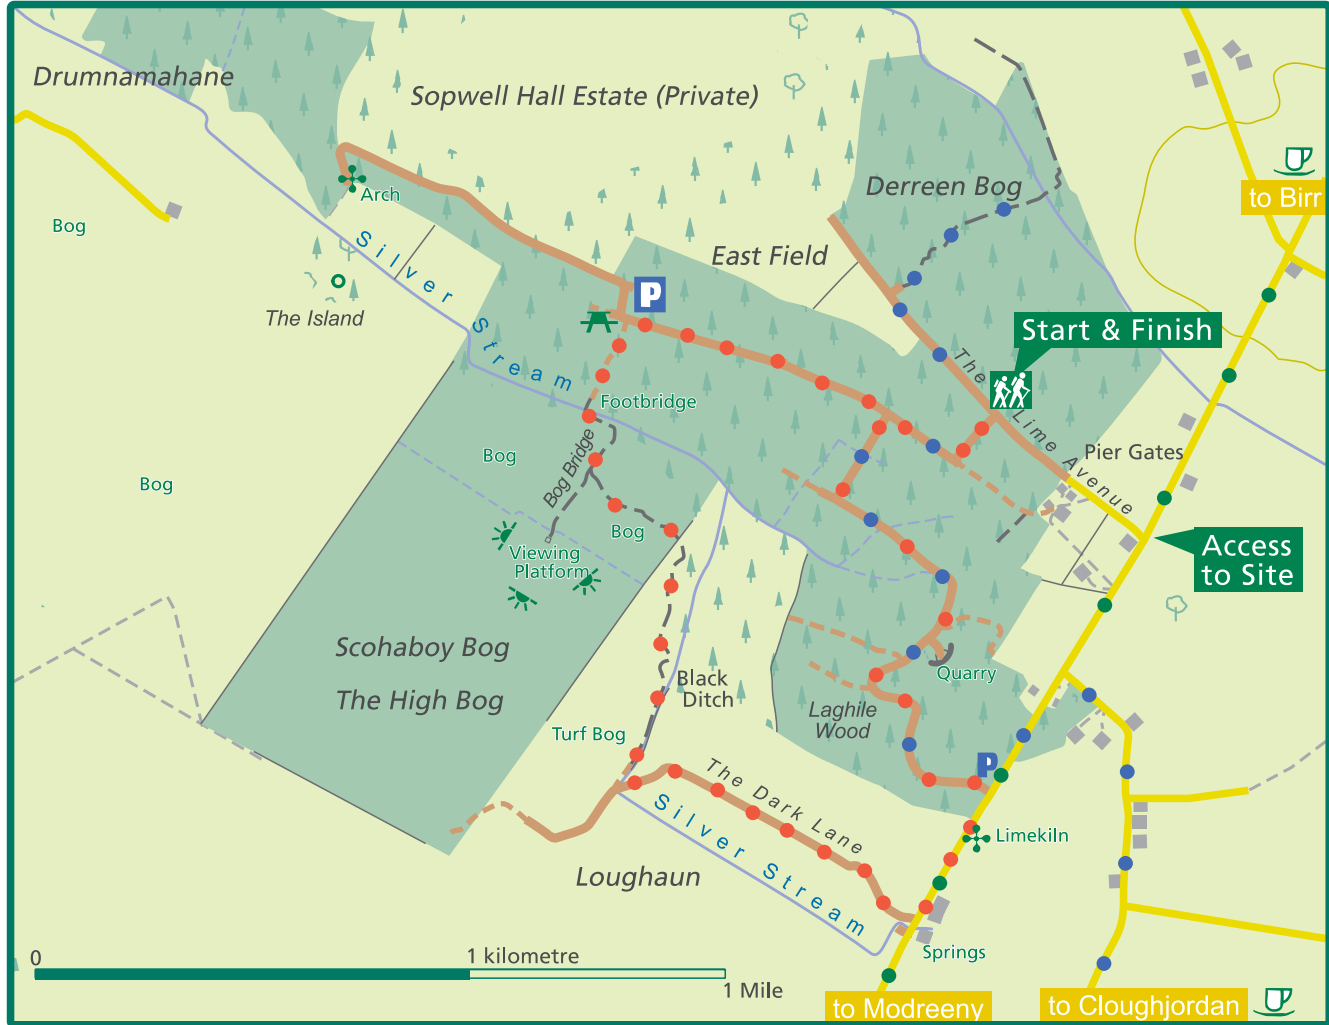 Drumnamahane
Sopwell Hall Estate (Private)
to Birr
Derreen Bog
Arch
Bog
Silver Stream
East Field
P
The Island
Start & Finish
The Lime Avenue
Footbridge
Pier Gates
Bog Bridge
Bog
Bog
Bog
Viewing
Platform
Access
to Site
Scohaboy Bog
The High Bog
Black
Ditch
Quarry
Laghile
Wood
Turf Bog
P
The Dark Lane
Silver Stream
Limekiln
Loughaun
Springs
0
1 kilometre
1 Mile
to Modreeny
to Cloughjordan